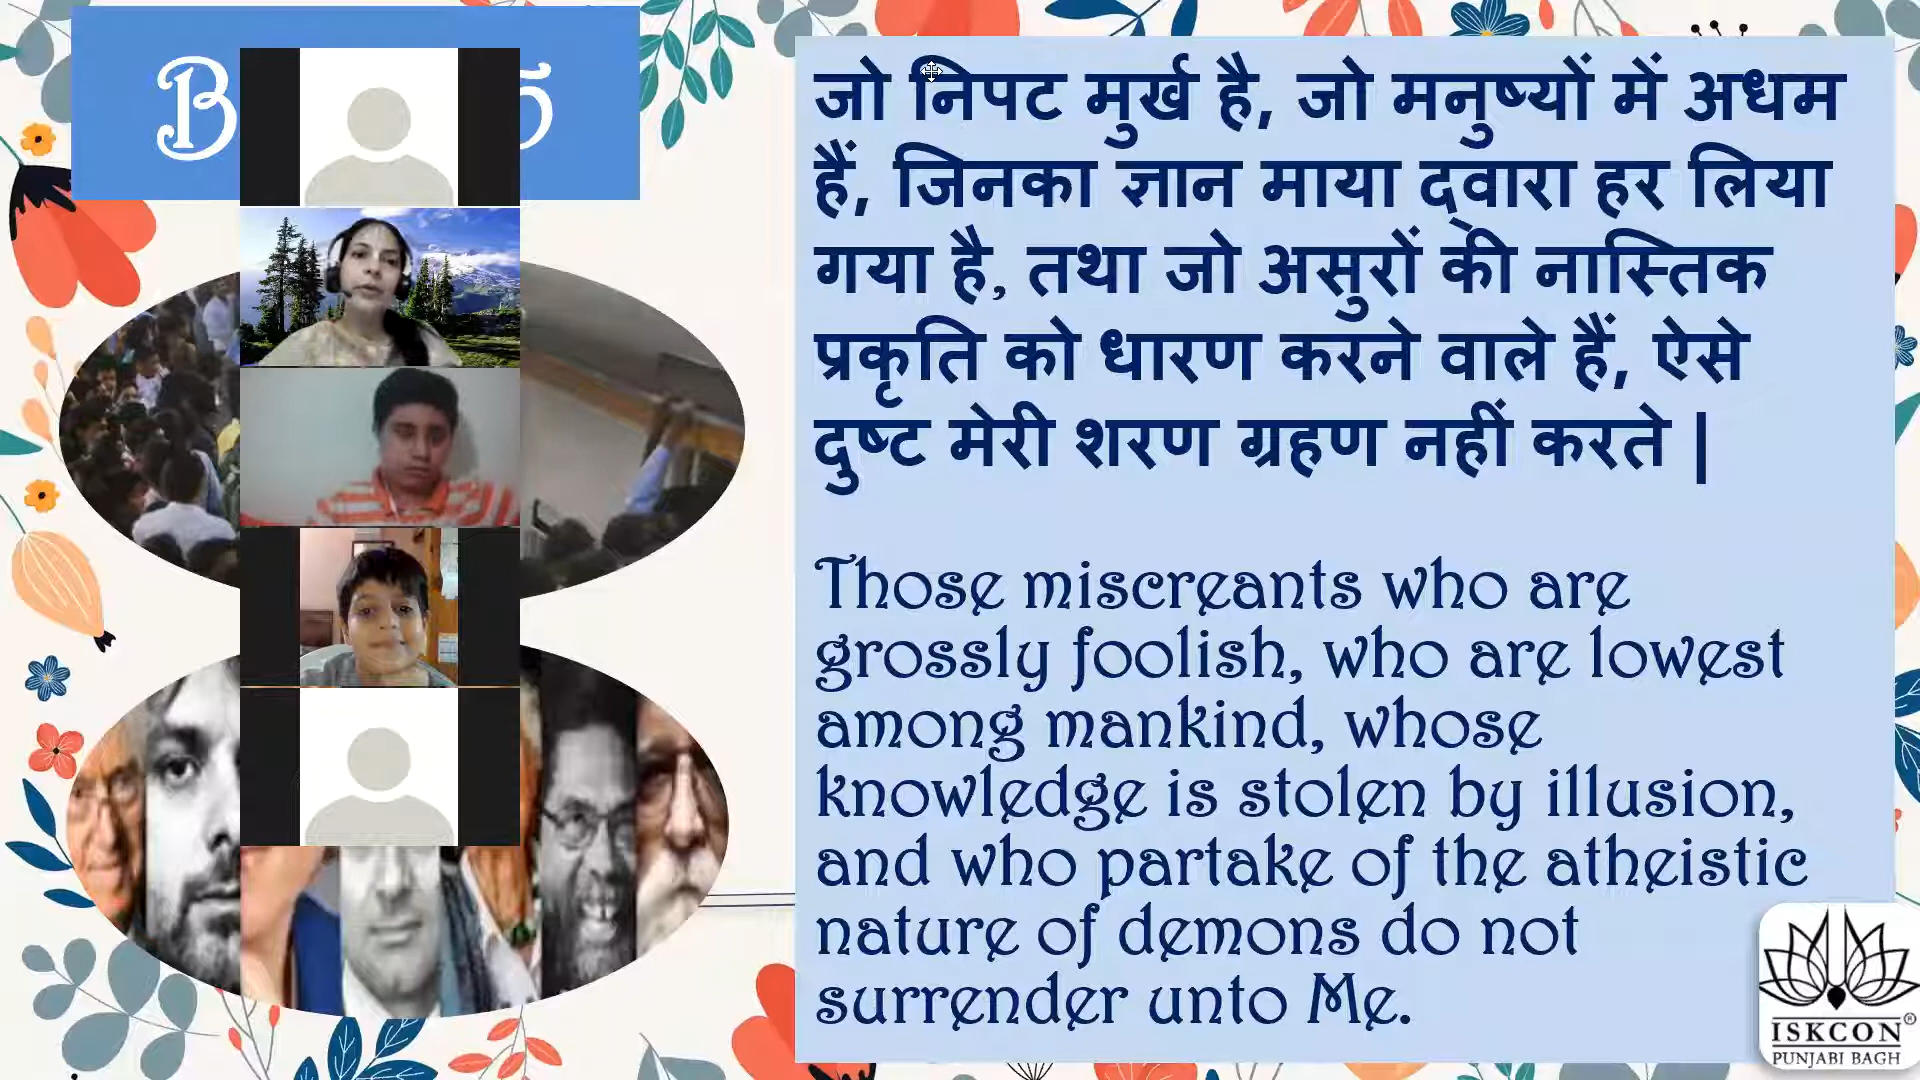 B
5
जो निपट मुर्ख है, जो मनुष्यों में अधम
हैं, जिनका ज्ञान माया द्वारा हर लिया
गया है, तथा जो असुरों की नास्तिक
प्रकृति को धारण करने वाले हैं, ऐसे
दुष्ट मेरी शरण ग्रहण नहीं करते |
Those miscreants who are
grossly foolish, who are lowest
among mankind, whose
knowledge is stolen by illusion,
and who partake of the atheistic
nature of demons do not
surrender unto Me.
ISKCON®
PUNJABI BAGH